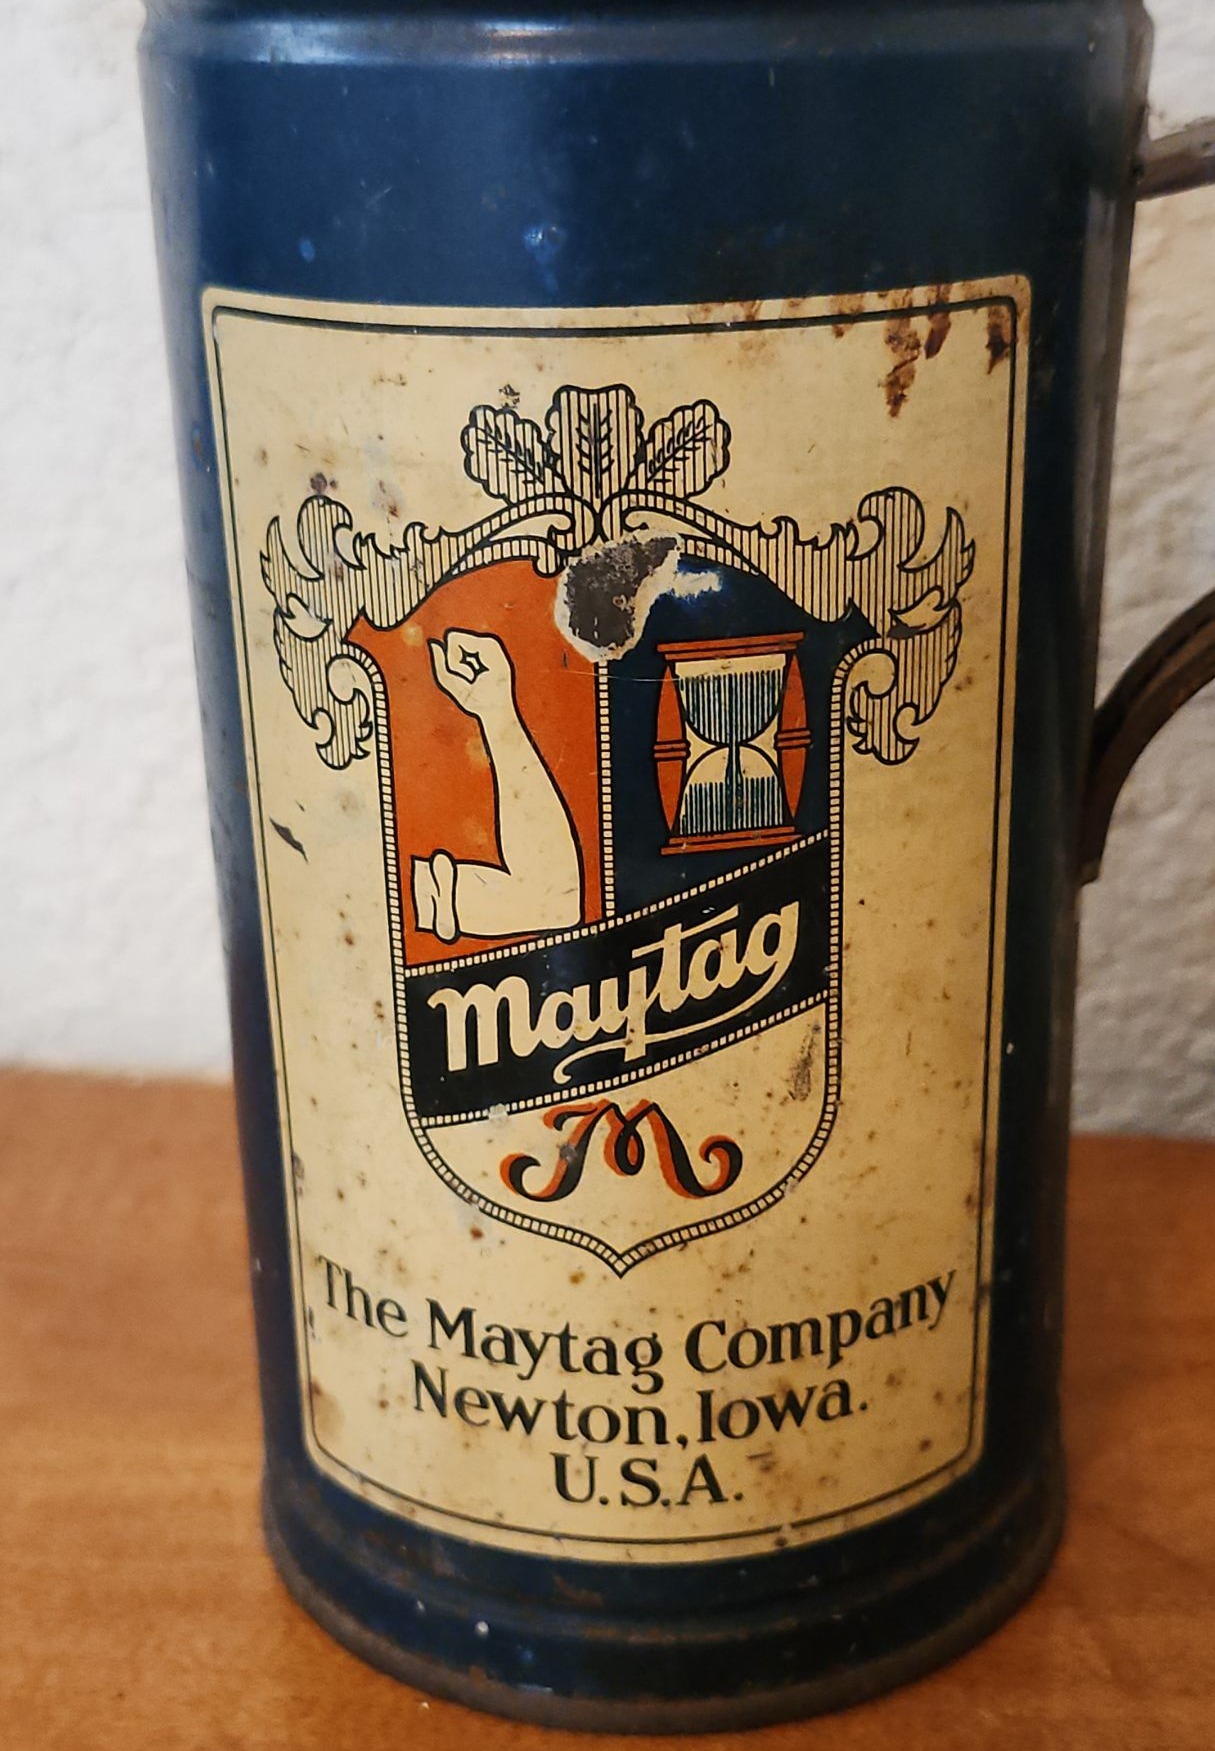 Maytag
M
The Maytag Company
Newton, Iowa.
U.S.A.